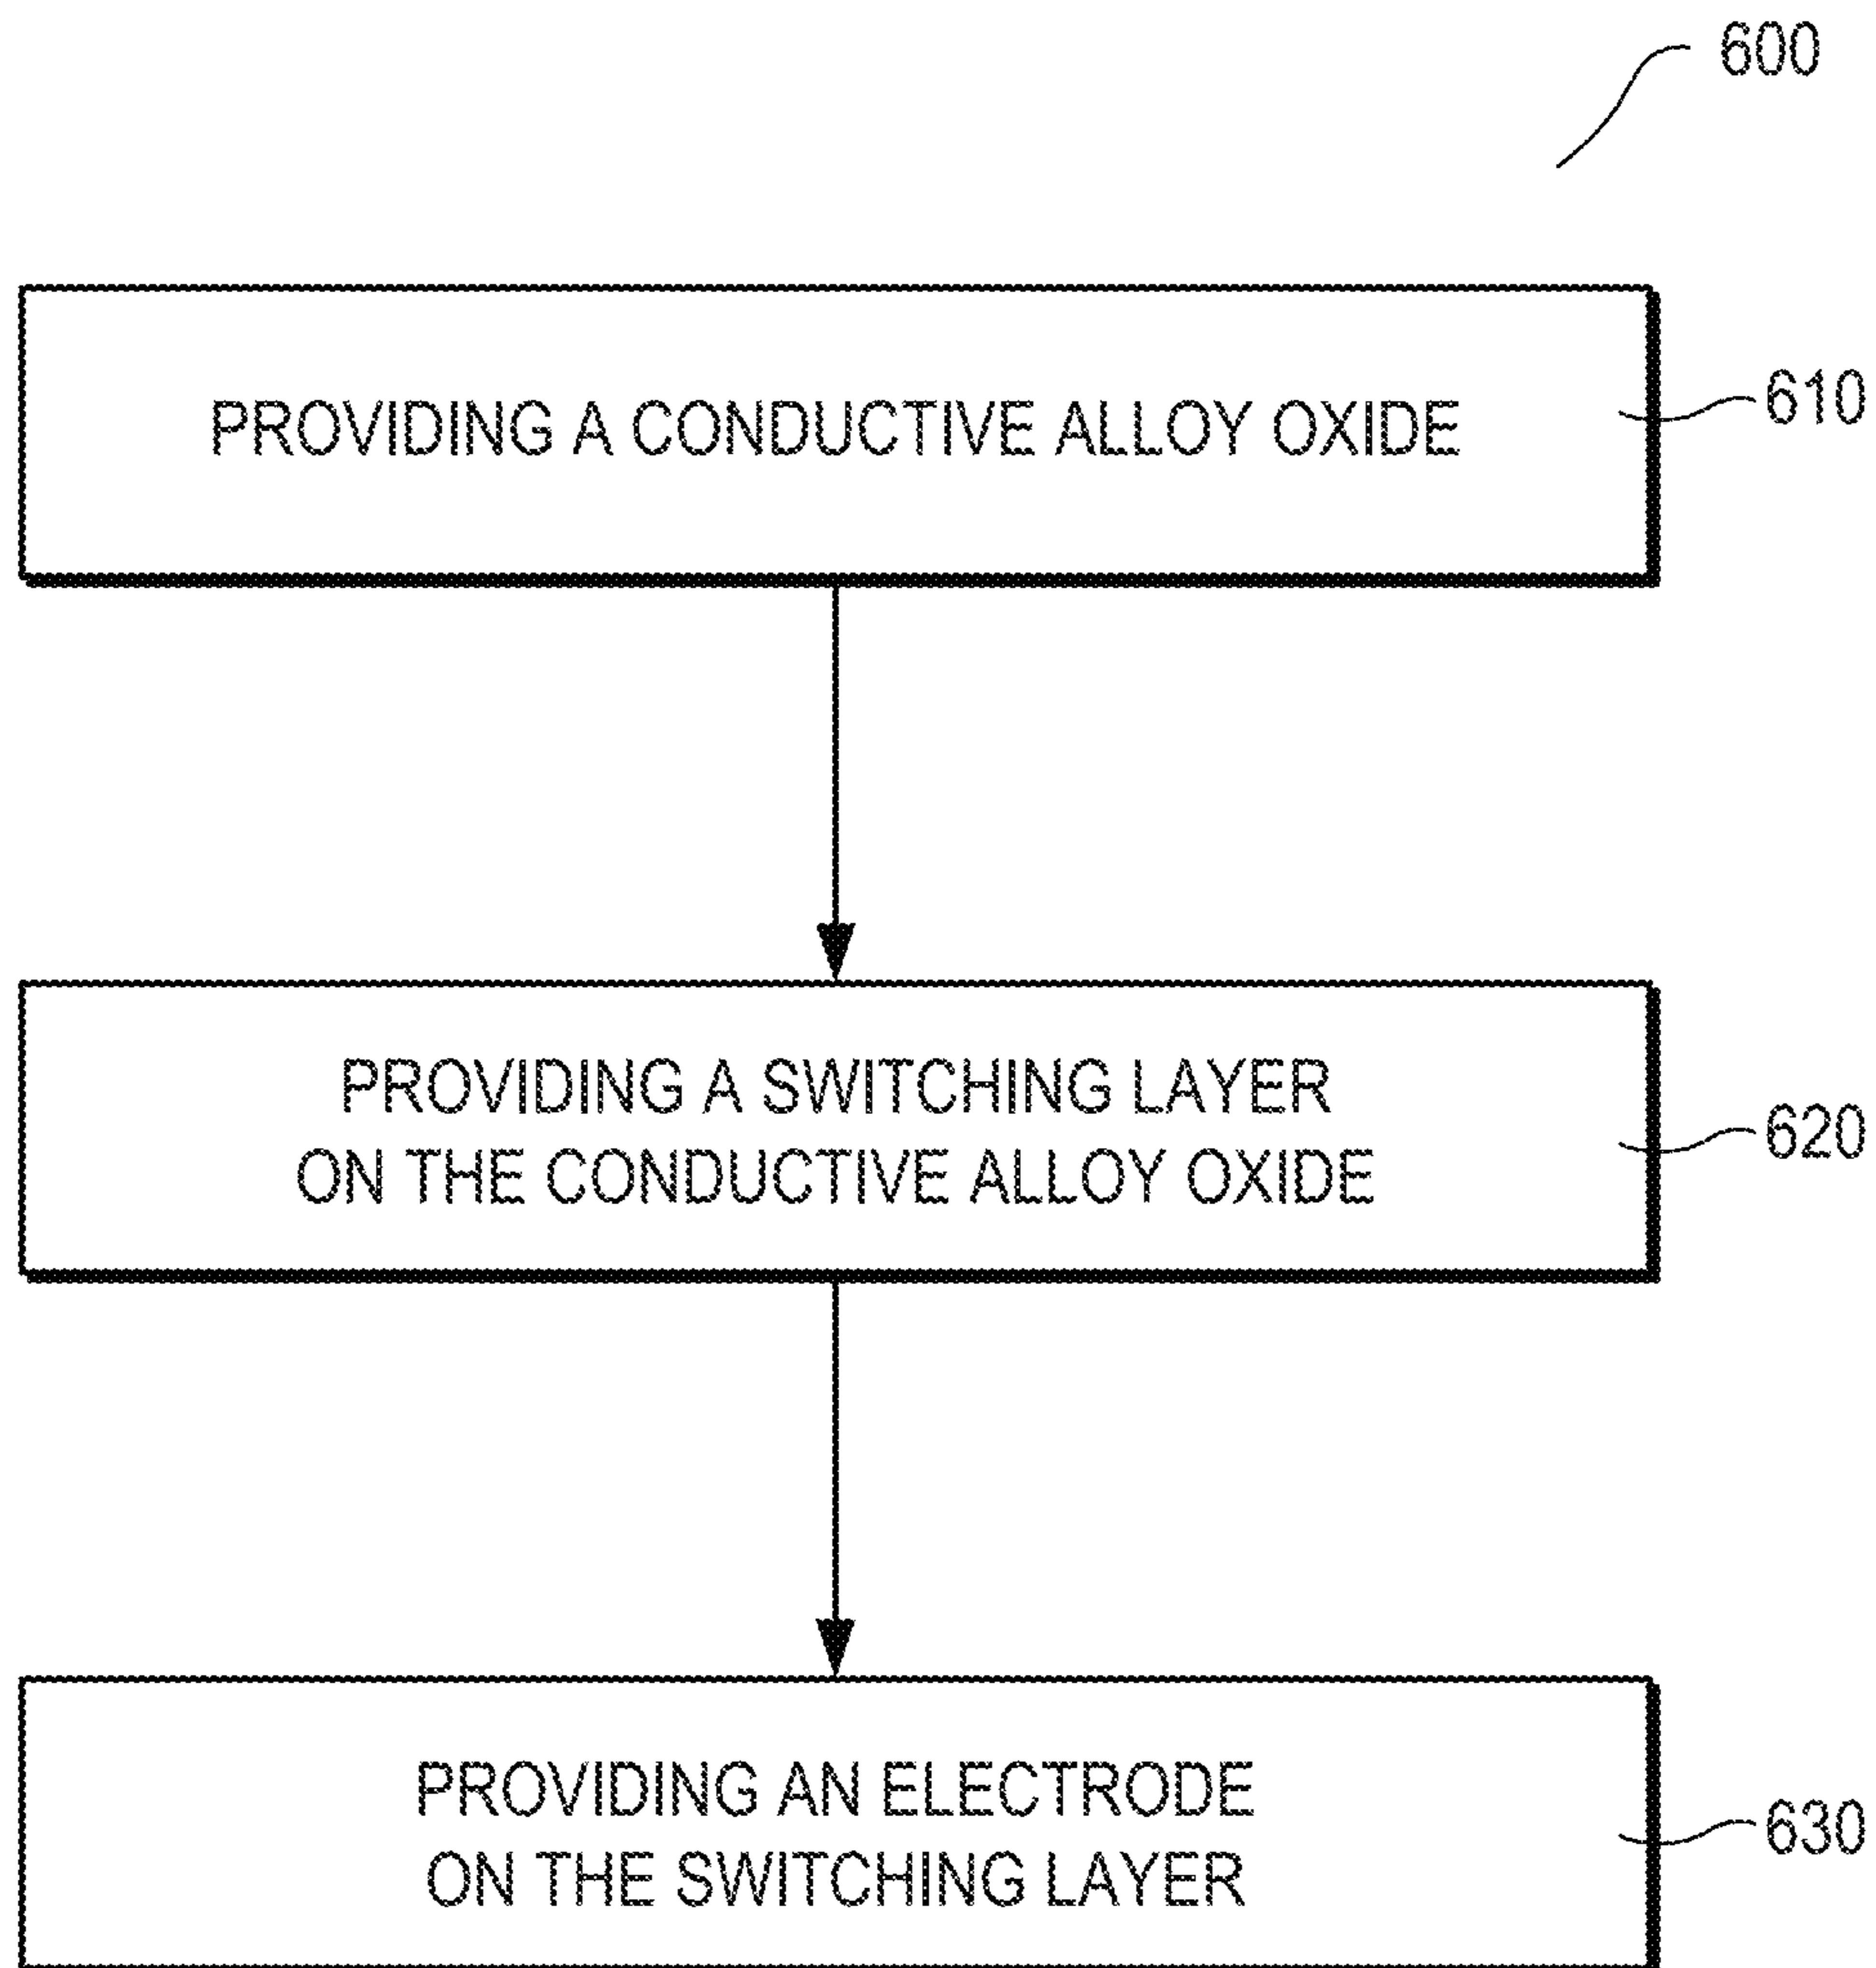 600
PROVIDING A CONDUCTIVE ALLOY OXIDE
610
PROVIDING A SWITCHING LAYER
ON THE CONDUCTIVE ALLOY OXIDE
620
PROVIDING AN ELECTRODE
ON THE SWITCHING LAYER
630